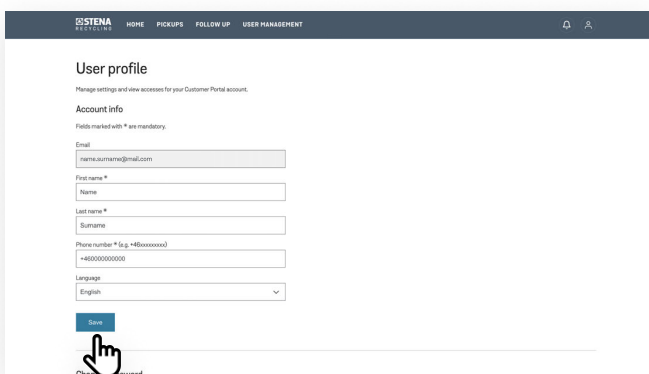 STENA HOME PICKUPS FOLLOW UP USER MANAGEMENT
RECYCLING
User profile
Manage settings and view accesses for your Customer Portal account.
Account info
Fields marked with * are mandatory.
Email
name.surname@mail.com
First name *
Name
Last name *
Surname
Phone number * (e.g. +46xxxxxxxxx)
+460000000000
Language
English
Save